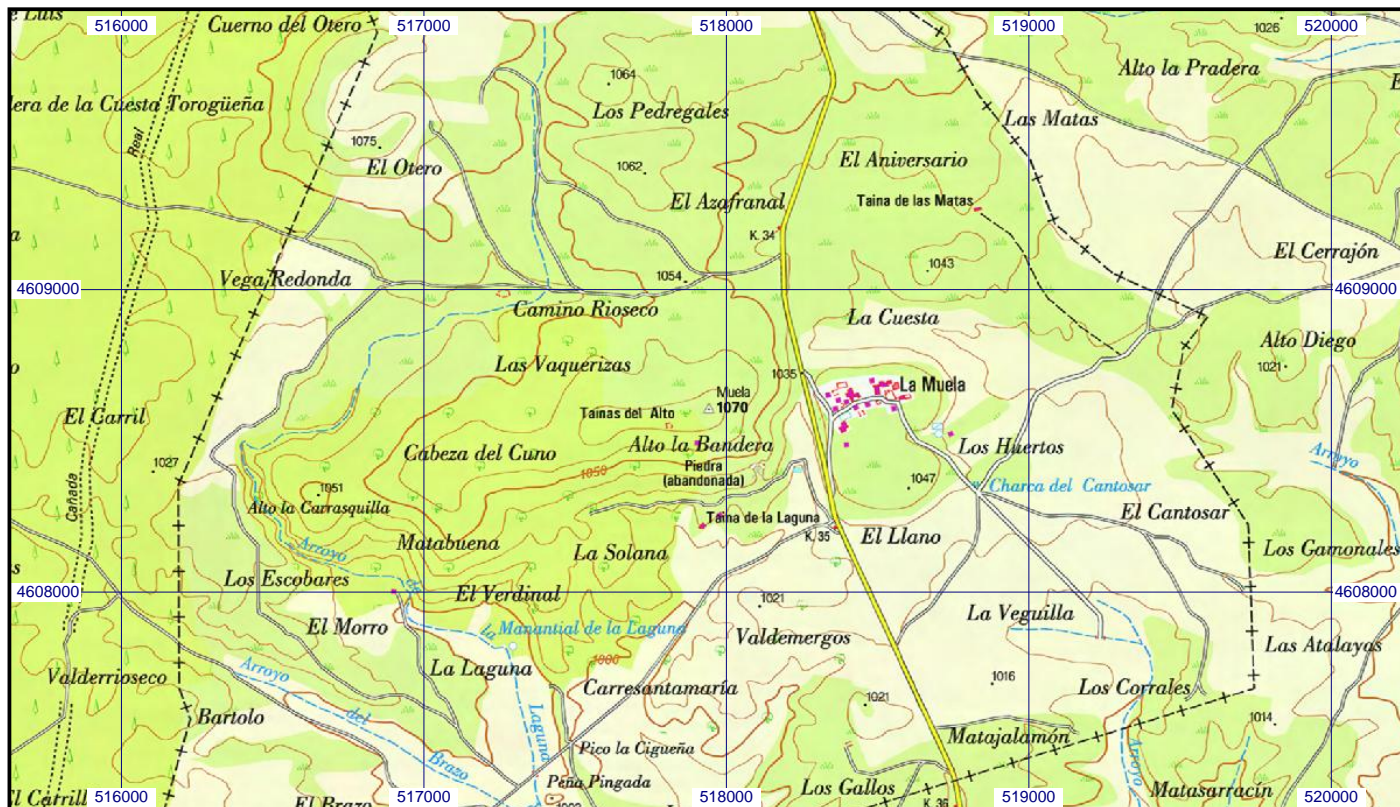 516000
517000
518000
519000
520000
Luis
Cuerno del Otero
1026
Alto la Pradera
1064
Los Pedregales
Las Matas
lera de la Cuesta Torogüeña
Real
1075
El Otero
1062
El Aniversario
El Azafranal
Taina de las Matas
K. 34
El Cerrajón
1043
1054
Vega Redonda
4609000
4609000
Camino Rioseco
La Cuesta
Alto Diego
Las Vaquerizas
1035
1021
La Muela
Muela
1070
Tainas del Alto
El Carril
Alto la Bandera
Los Huertos
Cabeza del Cuno
Arroyo
Piedra
(abandonada)
1050
1027
1051
1047
Charca del Cantosar
Alto la Carrasquilla
Cañada
Taina de la Laguna
El Cantosar
K. 35
El Llano
Matabuena
La Solana
Arroyo
de
la
Laguna
Los Gamonales
Los Escobares
4608000
4608000
El Verdinal
1021
La Veguilla
El Morro
Manantial de la Laguna
Valdemergos
Las Atalayas
1000
La Laguna
Valderrioseco
Arroyo
del
Brazo
Carresantamaría
1016
Los Corrales
1021
Bartolo
1014
Matajalamón
Pico la Cigueña
Arroyo
Peña Pingada
Los Gallos
Matasarracín
El Brazo
K. 36
516000
517000
518000
519000
520000